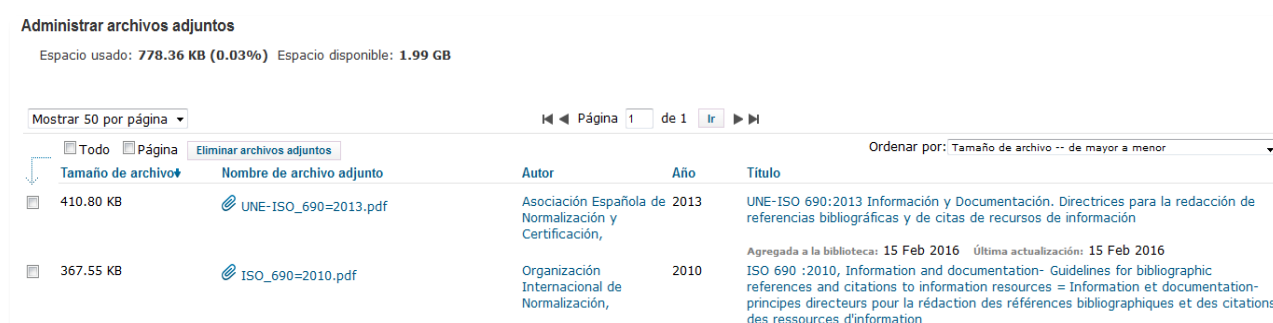 Administrar archivos adjuntos
Espacio usado: 778.36 KB (0.03%) Espacio disponible: 1.99 GB
Mostrar 50 por página Página 1 de 1 Ir
Todo Página Eliminar archivos adjuntos Ordenar por: Tamaño de archivo -- de mayor a menor
Tamaño de archivo Nombre de archivo adjunto Autor Año Título
410.80 KB UNE-ISO_690=2013.pdf Asociación Española de 2013 UNE-ISO 690:2013 Información y Documentación. Directrices para la redacción de
Normalización y referencias bibliográficas y de citas de recursos de información
Certificación,
Agregada a la biblioteca: 15 Feb 2016 Última actualización: 15 Feb 2016
367.55 KB ISO_690=2010.pdf Organización 2010 ISO 690 :2010, Information and documentation- Guidelines for bibliographic
Internacional de references and citations to information resources = Information et documentation-
Normalización, principes directeurs pour la rédaction des références bibliographiques et des citations
des ressources d'information